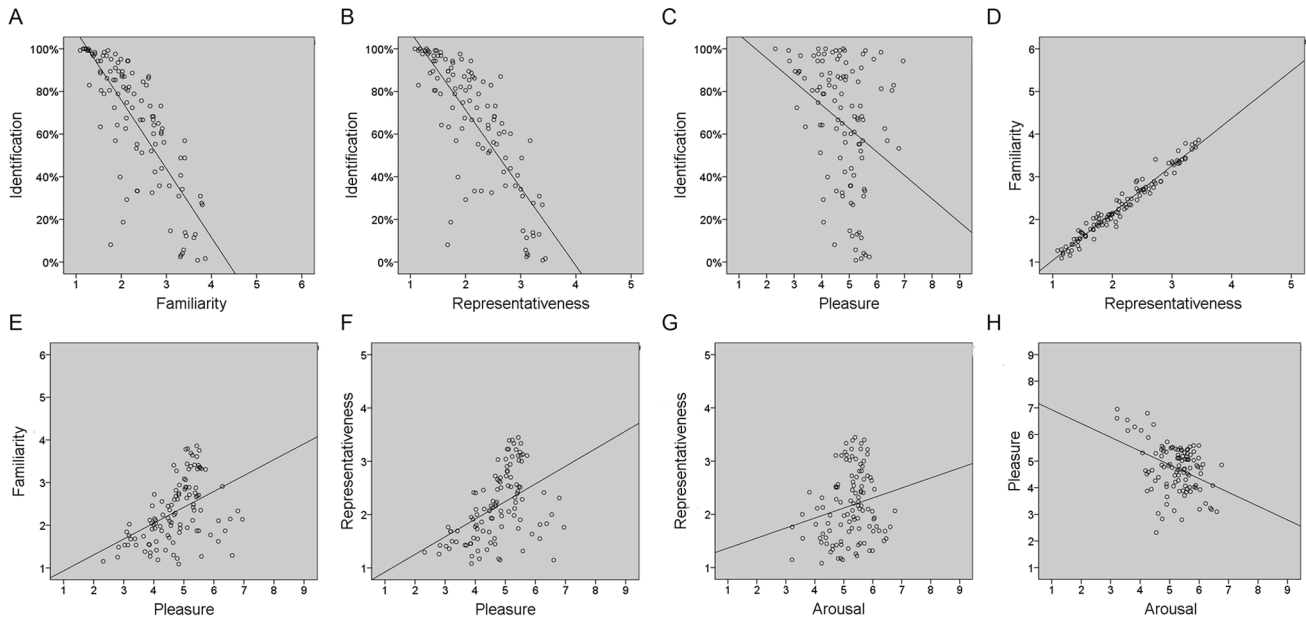 A
B
C
D
100%
80%
60%
40%
20%
0%
Identification
1 2 3 4 5 6
Familiarity
100%
80%
60%
40%
20%
0%
Identification
1 2 3 4 5
Representativeness
100%
80%
60%
40%
20%
0%
Identification
1 2 3 4 5 6 7 8 9
Pleasure
6
5
4
3
2
1
Familiarity
1 2 3 4 5
Representativeness
E
F
G
H
6
5
4
3
2
1
Familiarity
1 2 3 4 5 6 7 8 9
Pleasure
5
4
3
2
1
Representativeness
1 2 3 4 5 6 7 8 9
Pleasure
5
4
3
2
1
Representativeness
1 2 3 4 5 6 7 8 9
Arousal
9
8
7
6
5
4
3
2
1
Pleasure
1 2 3 4 5 6 7 8 9
Arousal